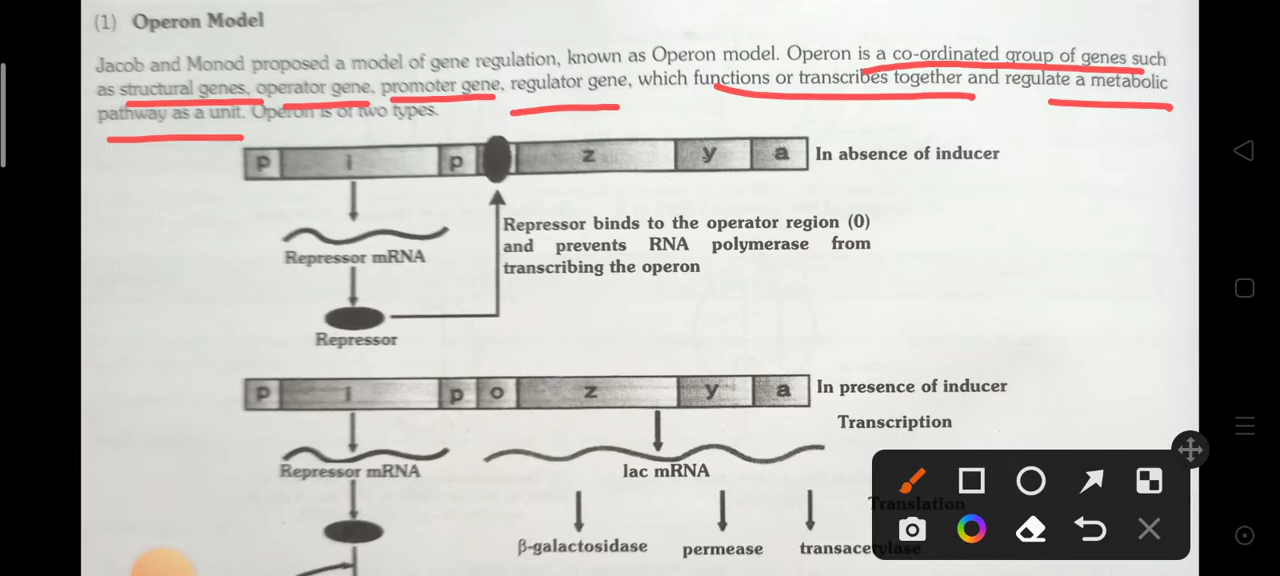 (1) Operon Model
Jacob and Monod proposed a model of gene regulation, known as Operon model. Operon is a co-ordinated group of genes such
as structural genes, operator gene, promoter gene, regulator gene, which functions or transcribes together and regulate a metabolic
pathway as a unit. Operon is of two types.
p i p z y a In absence of inducer
Repressor binds to the operator region (0)
and prevents RNA polymerase from
transcribing the operon
Repressor mRNA
Repressor
p i p o z y a In presence of inducer
Transcription
Repressor mRNA
lac mRNA
Translation
β-galactosidase permease transacetylase